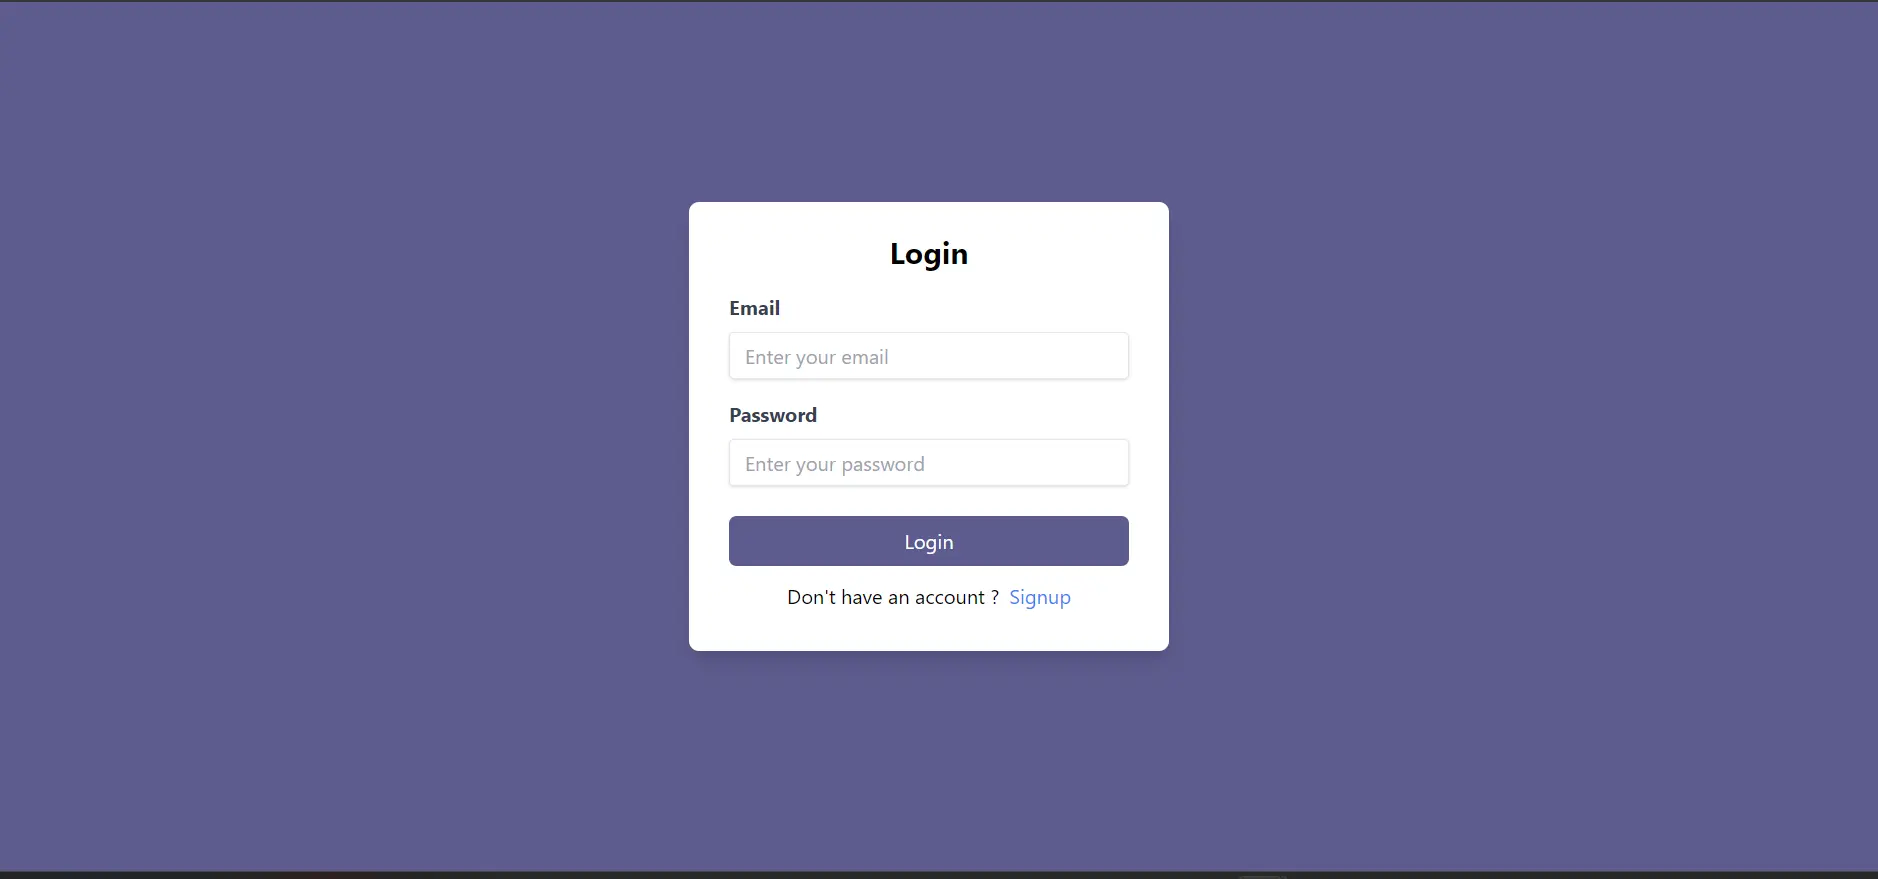 Login
Email
Enter your email
Password
Enter your password
Login
Don't have an account ? Signup